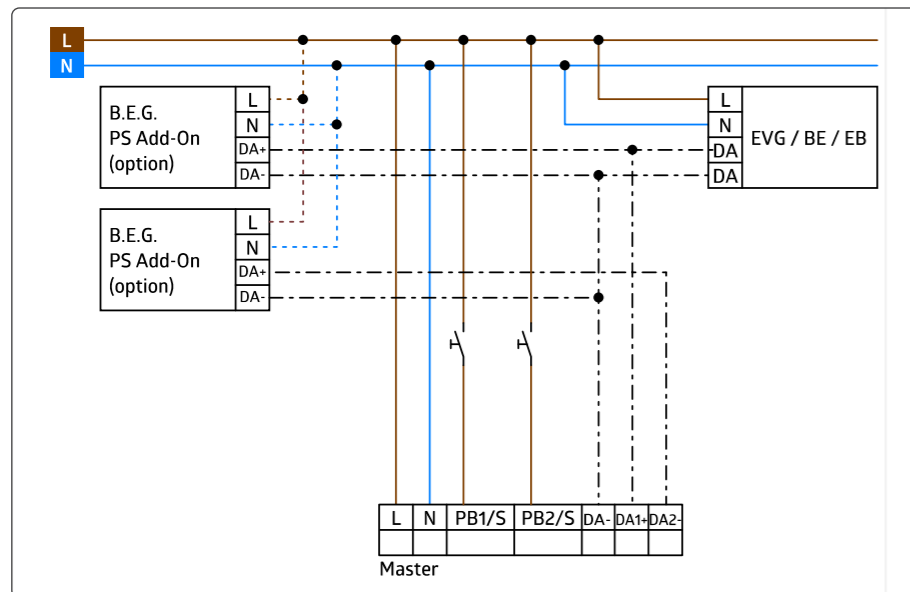 L
N
B.E.G.
PS Add-On
(option)
L
N
DA+
DA-
L
N
DA
DA
EVG / BE / EB
B.E.G.
PS Add-On
(option)
L
N
DA+
DA-
L N PB1/S PB2/S DA- DA1+ DA2-
Master